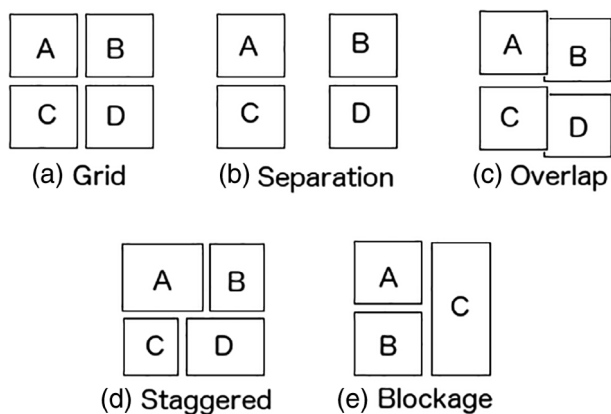 A B
C D
(a) Grid
A B
C D
(b) Separation
A B
C D
(c) Overlap
A B
C D
(d) Staggered
A
B
C
(e) Blockage